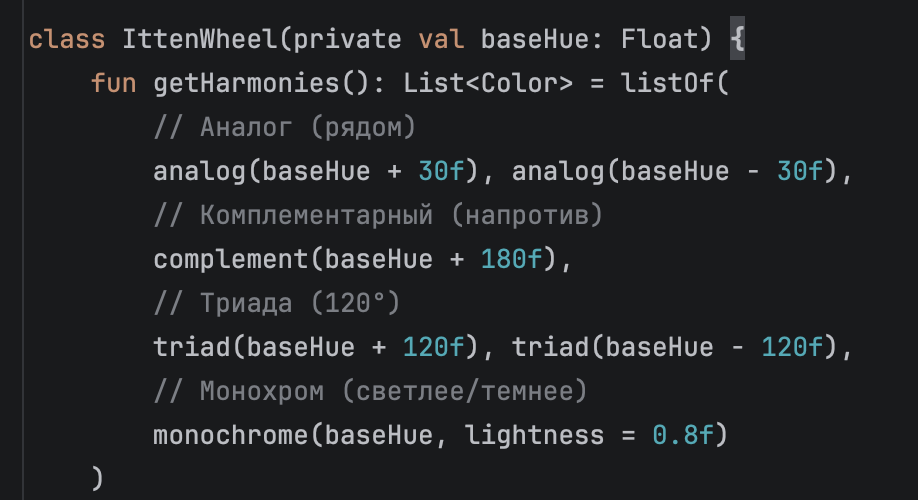 class IttenWheel(private val baseHue: Float) {
    fun getHarmonies(): List<Color> = listOf(
        // Аналог (рядом)
        analog(baseHue + 30f), analog(baseHue - 30f),
        // Комплементарный (напротив)
        complement(baseHue + 180f),
        // Триада (120°)
        triad(baseHue + 120f), triad(baseHue - 120f),
        // Монохром (светлее/темнее)
        monochrome(baseHue, lightness = 0.8f)
    )